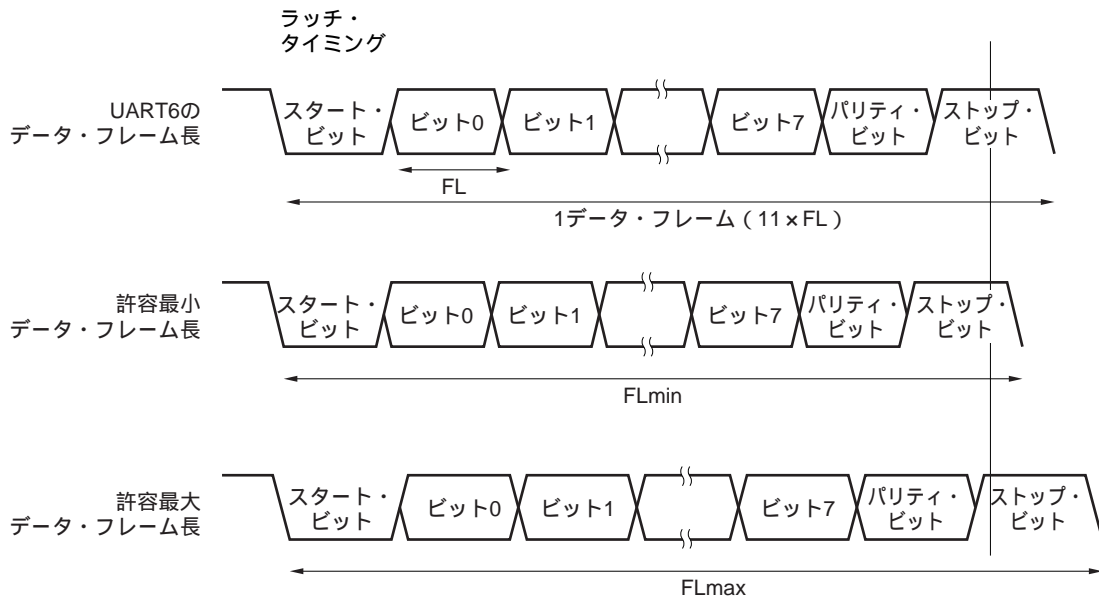 ラッチ・
タイミング
UART6の
データ・フレーム長
スタート・
ビット
ビット0
ビット1
ビット7
パリティ・
ビット
ストップ・
ビット
FL
1データ・フレーム（11×FL）
許容最小
データ・フレーム長
スタート・
ビット
ビット0
ビット1
ビット7
パリティ・
ビット
ストップ・
ビット
FLmin
許容最大
データ・フレーム長
スタート・
ビット
ビット0
ビット1
ビット7
パリティ・
ビット
ストップ・
ビット
FLmax